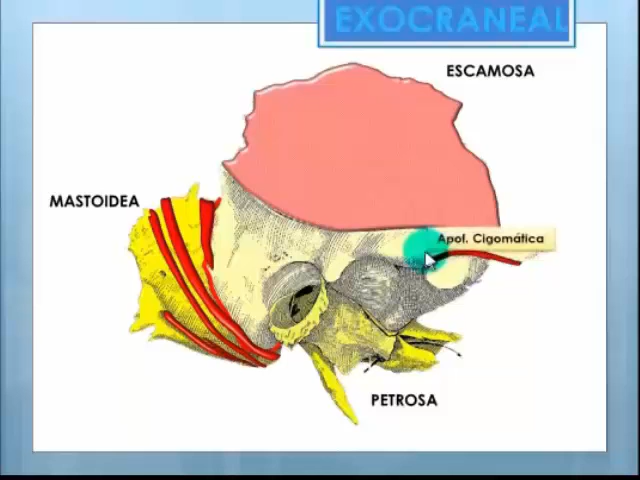 EXOCRANEAL
ESCAMOSA
MASTOIDEA
Apof. Cigomática
PETROSA